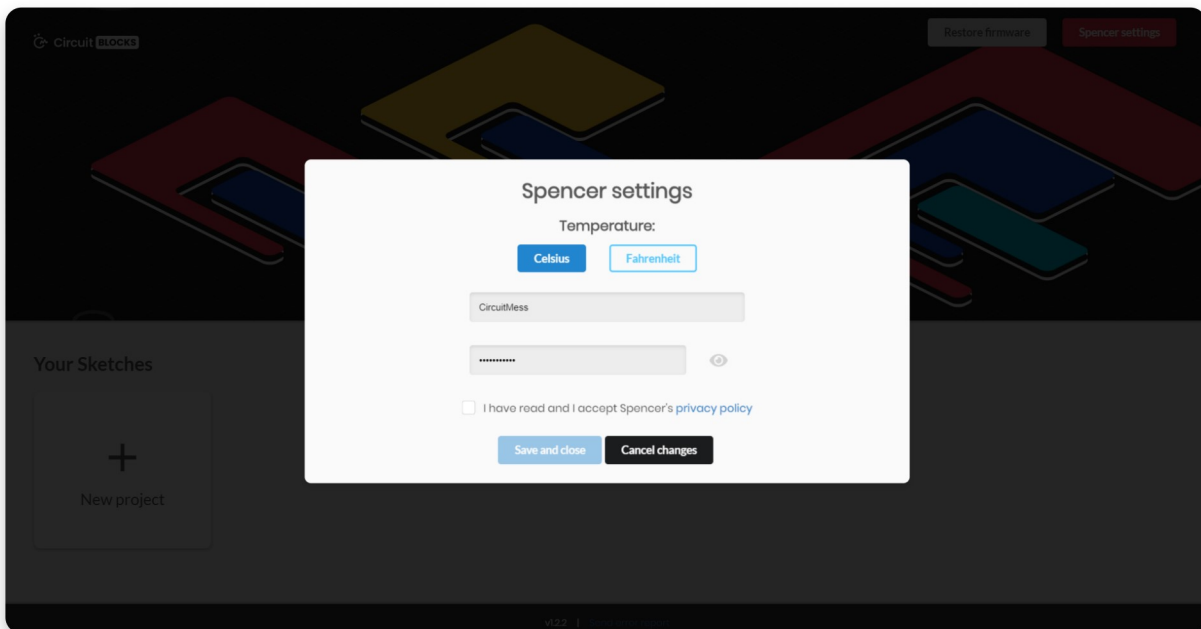 Circuit BLOCKS
Restore firmware
Spencer settings
Spencer settings
Temperature:
Celsius
Fahrenheit
CircuitMess
•••••••••••
I have read and I accept Spencer's privacy policy
Save and close
Cancel changes
Your Sketches
New project
v1.2.2 |